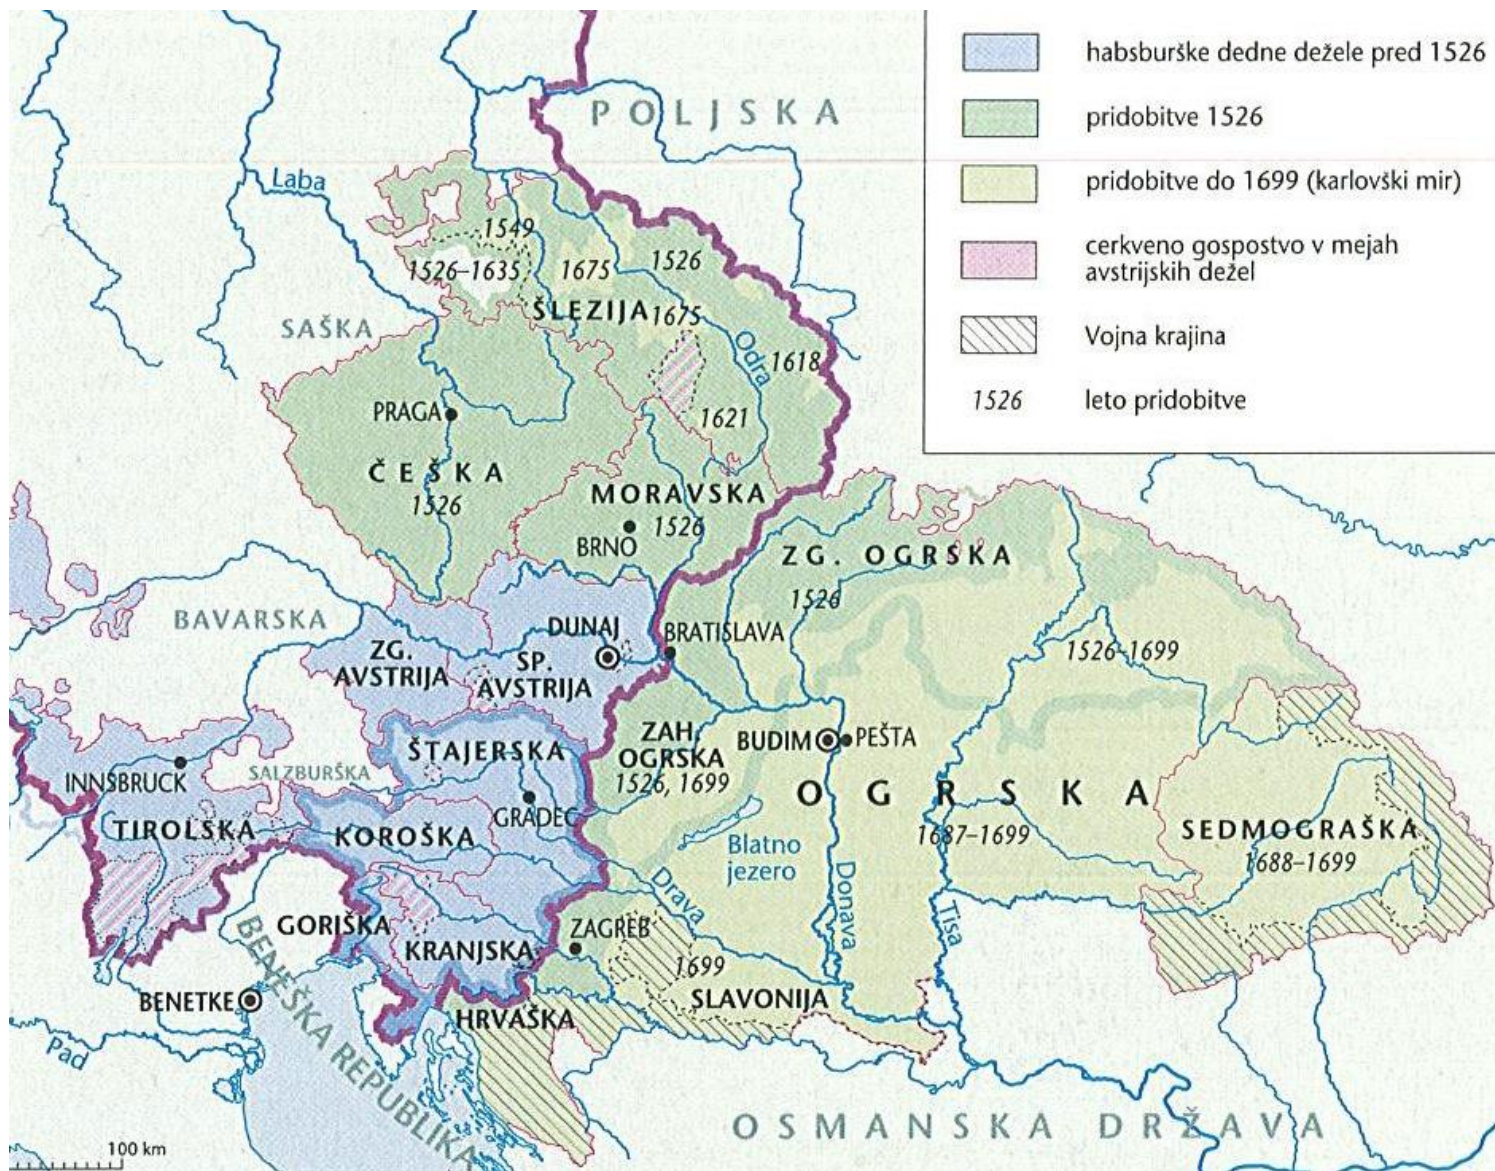 habsburške dedne dežele pred 1526
pridobitve 1526
pridobitve do 1699 (karlovški mir)
cerkveno gospostvo v mejah
avstrijskih dežel
Vojna krajina
1526
leto pridobitve
POLJSKA
Laba
1549
1526–1635
1675
1526
ŠLEZIJA
1675
SAŠKA
Odra
1618
PRAGA
1621
ČEŠKA
1526
MORAVSKA
1526
BRNO
ZG. OGRSKA
1526
BAVARSKA
DUNAJ
BRATISLAVA
ZG.
AVSTRIJA
SP.
AVSTRIJA
1526–1699
ZAH.
OGRSKA
1526, 1699
BUDIM
PEŠTA
ŠTAJERSKA
INNSBRUCK
SALZBURŠKA
GRADEC
OGRSKA
1687–1699
TIROLSKA
KOROŠKA
SEDMOGRAŠKA
1688–1699
Blatno
jezero
Drava
Donava
Tisa
GORIŠKA
KRANJSKA
ZAGREB
1699
SLAVONIJA
BENETKE
HRVAŠKA
BENEŠKA REPUBLIKA
Pad
OSMANSKA DRŽAVA
100 km